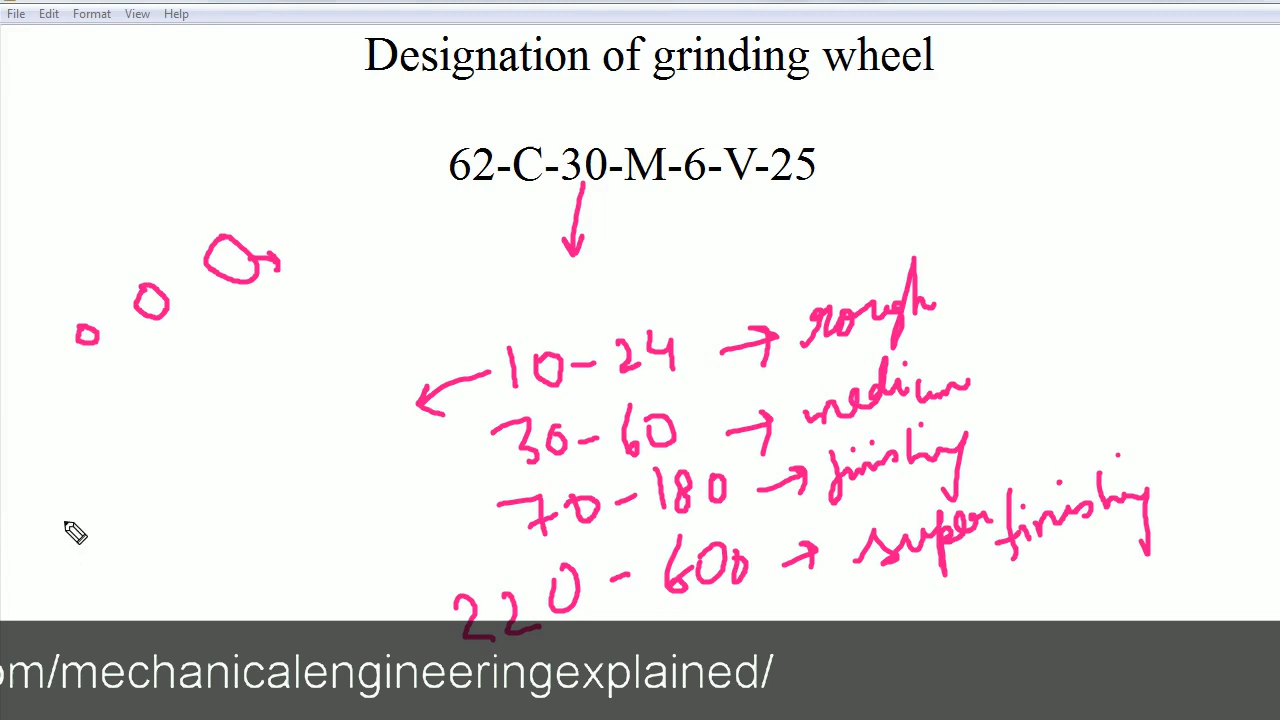 File Edit Format View Help
Designation of grinding wheel
62-C-30-M-6-V-25
10-24 → rough
30-60 → medium
70-180 → finishing
220-600 → super finishing
om/mechanicalengineeringexplained/